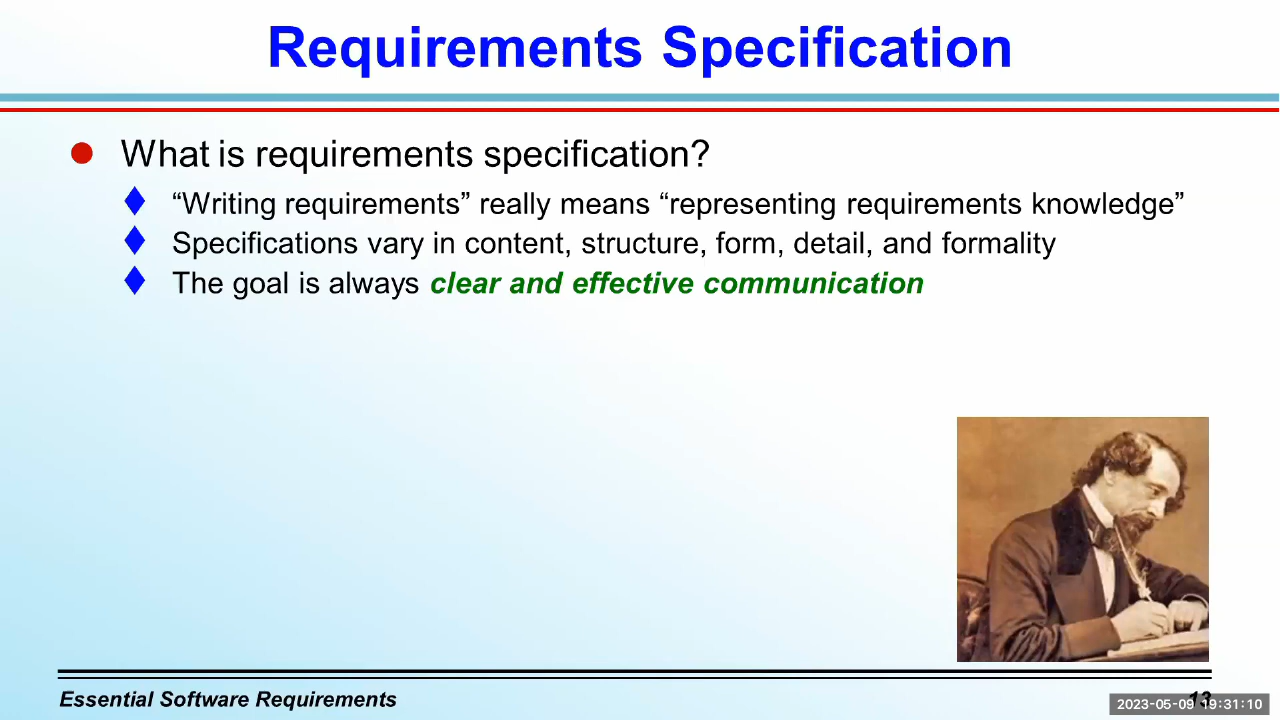 Requirements Specification
What is requirements specification?
“Writing requirements” really means “representing requirements knowledge”
Specifications vary in content, structure, form, detail, and formality
The goal is always clear and effective communication
Essential Software Requirements
13
2023-05-09 19:31:10